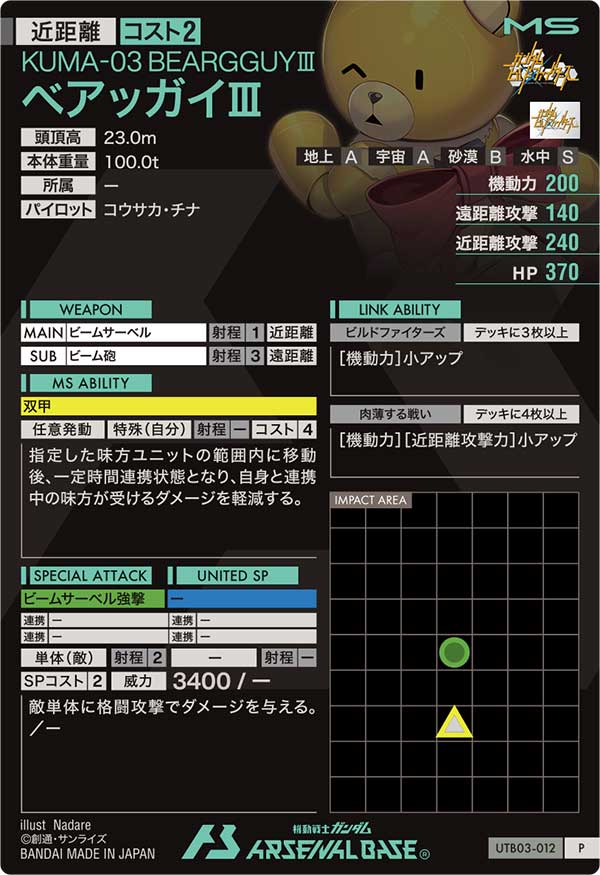 近距離 コスト2 MS
KUMA-03 BEARGGUYⅢ
ベアッガイⅢ
頭頂高 23.0m
本体重量 100.0t
所属 ー
パイロット コウサカ・チナ
地上 A 宇宙 A 砂漠 B 水中 S
機動力 200
遠距離攻撃 140
近距離攻撃 240
HP 370
WEAPON
MAIN ビームサーベル 射程 1 近距離
SUB ビーム砲 射程 3 遠距離
MS ABILITY
双甲
任意発動 特殊(自分) 射程 ー コスト 4
指定した味方ユニットの範囲内に移動
後、一定時間連携状態となり、自身と連携
中の味方が受けるダメージを軽減する。
LINK ABILITY
ビルドファイターズ デッキに3枚以上
[機動力]小アップ
肉薄する戦い デッキに4枚以上
[機動力][近距離攻撃力]小アップ
IMPACT AREA
SPECIAL ATTACK UNITED SP
ビームサーベル強撃 ー
連携 ー 連携 ー
連携 ー 連携 ー
単体(敵) 射程 2 ー 射程 ー
SPコスト 2 威力 3400 / ー
敵単体に格闘攻撃でダメージを与える。
/ー
illust Nadare
©創通・サンライズ
BANDAI MADE IN JAPAN
機動戦士ガンダム
AB ARSENAL BASE®
UTB03-012 P